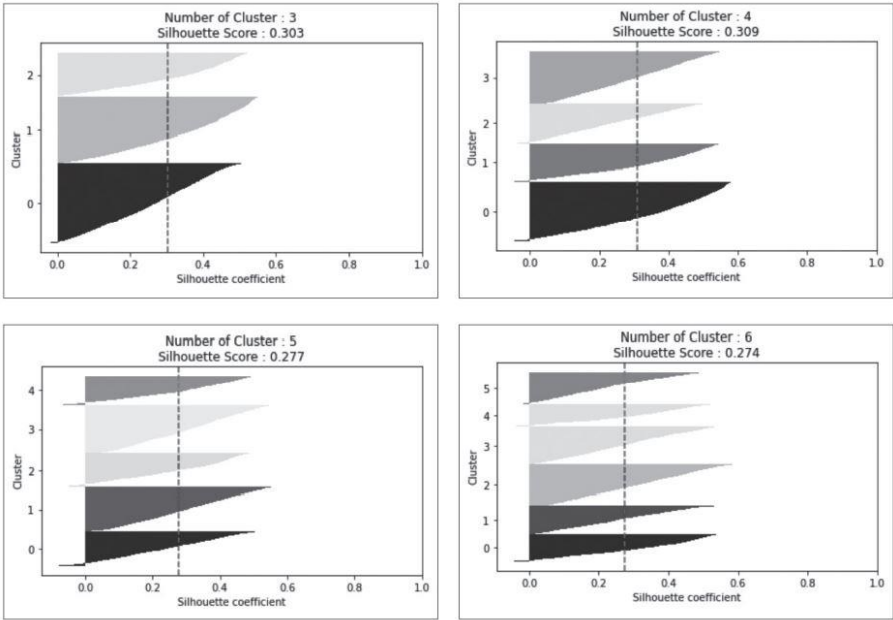 Number of Cluster : 3
Silhouette Score : 0.303
2
1
0
Cluster
0.0 0.2 0.4 0.6 0.8 1.0
Silhouette coefficient
Number of Cluster : 4
Silhouette Score : 0.309
3
2
1
0
Cluster
0.0 0.2 0.4 0.6 0.8 1.0
Silhouette coefficient
Number of Cluster : 5
Silhouette Score : 0.277
4
3
2
1
0
Cluster
0.0 0.2 0.4 0.6 0.8 1.0
Silhouette coefficient
Number of Cluster : 6
Silhouette Score : 0.274
5
4
3
2
1
0
Cluster
0.0 0.2 0.4 0.6 0.8 1.0
Silhouette coefficient